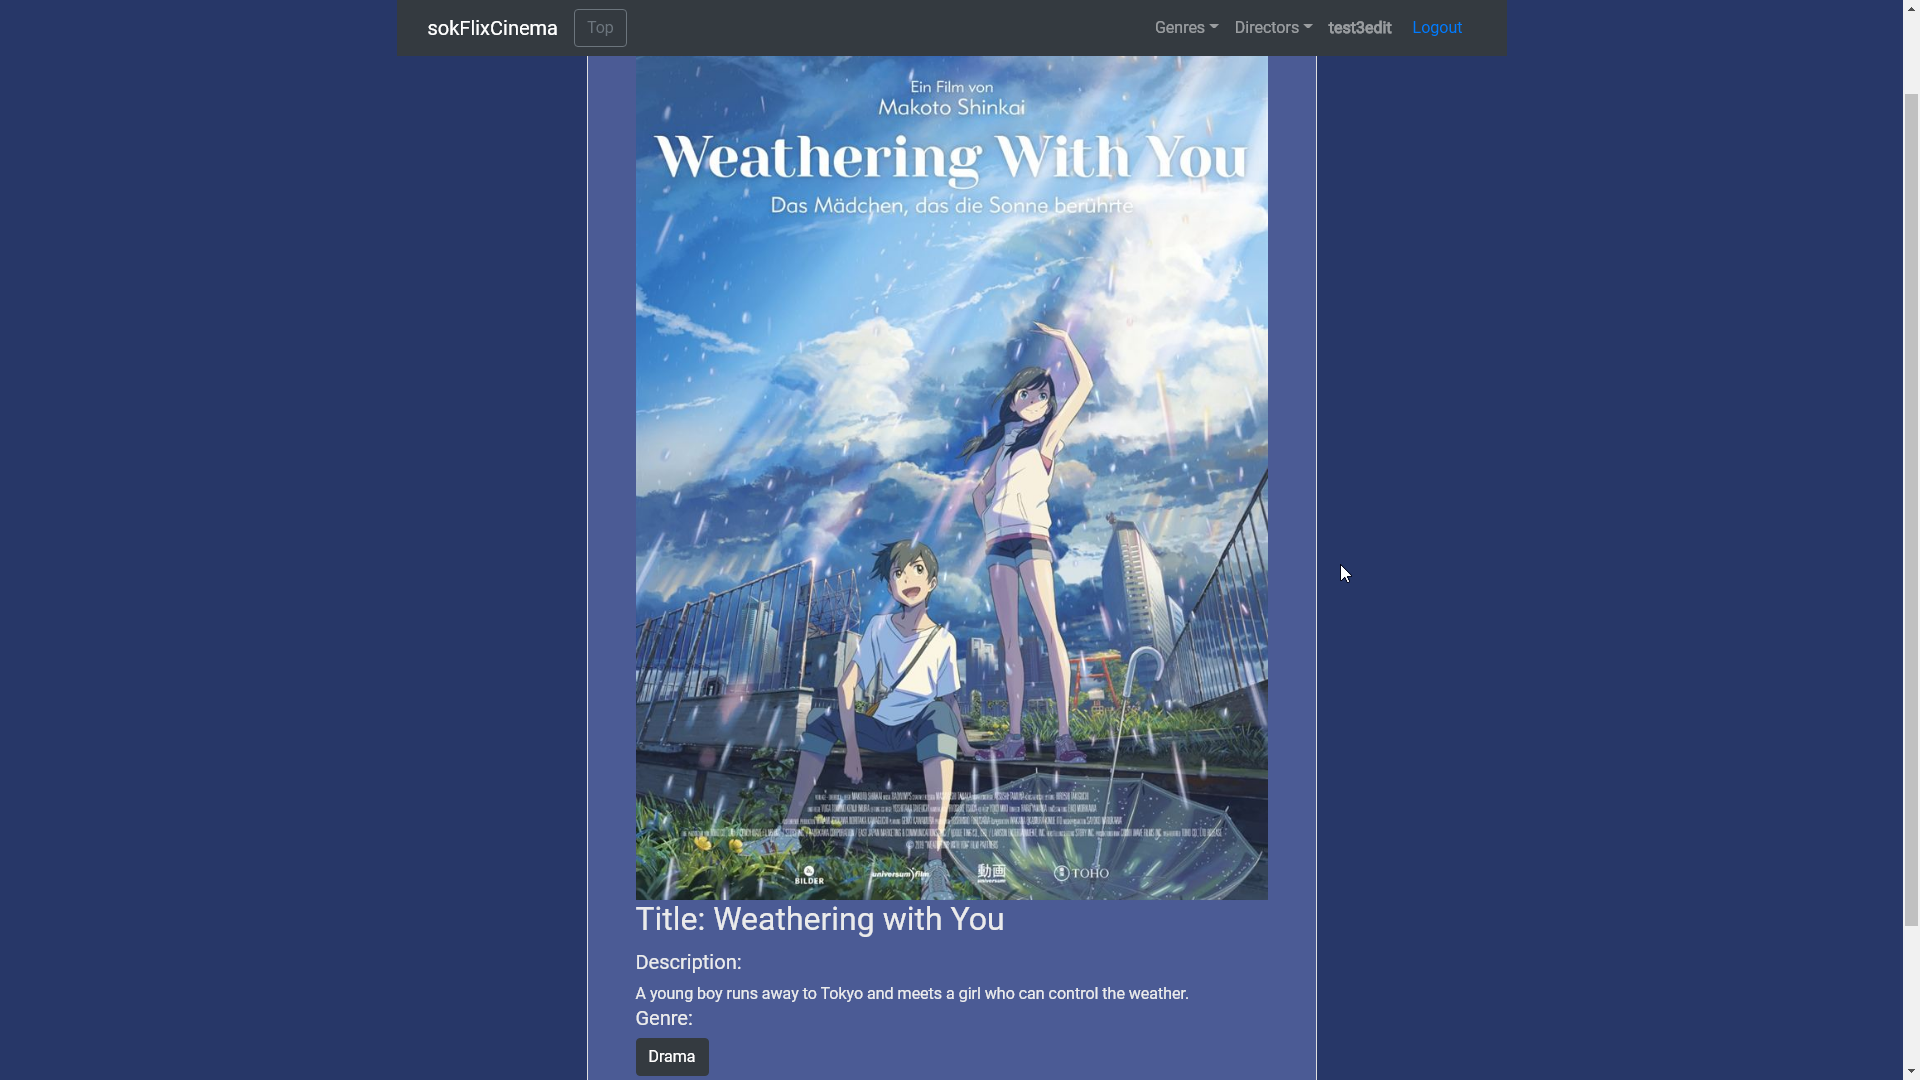 sokFlixCinema Top Genres Directors test3edit Logout
Ein Film von
Makoto Shinkai
Weathering With You
Das Mädchen, das die Sonne berührte
BILDER universum film 動画 TOHO
universum
Title: Weathering with You
Description:
A young boy runs away to Tokyo and meets a girl who can control the weather.
Genre:
Drama